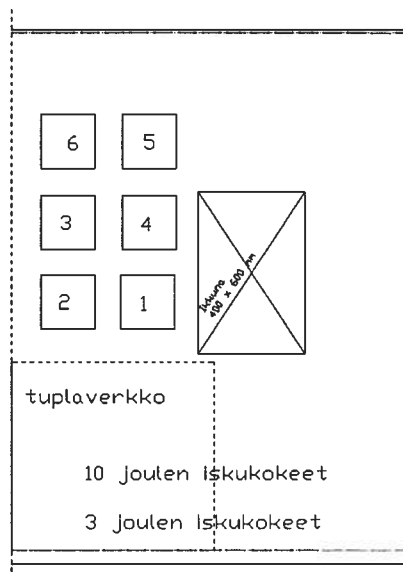 6 5
3 4
2 1
Ikkuna
400 x 600 mm
tuplaverkko
10 joulen iskukokeet
3 joulen iskukokeet